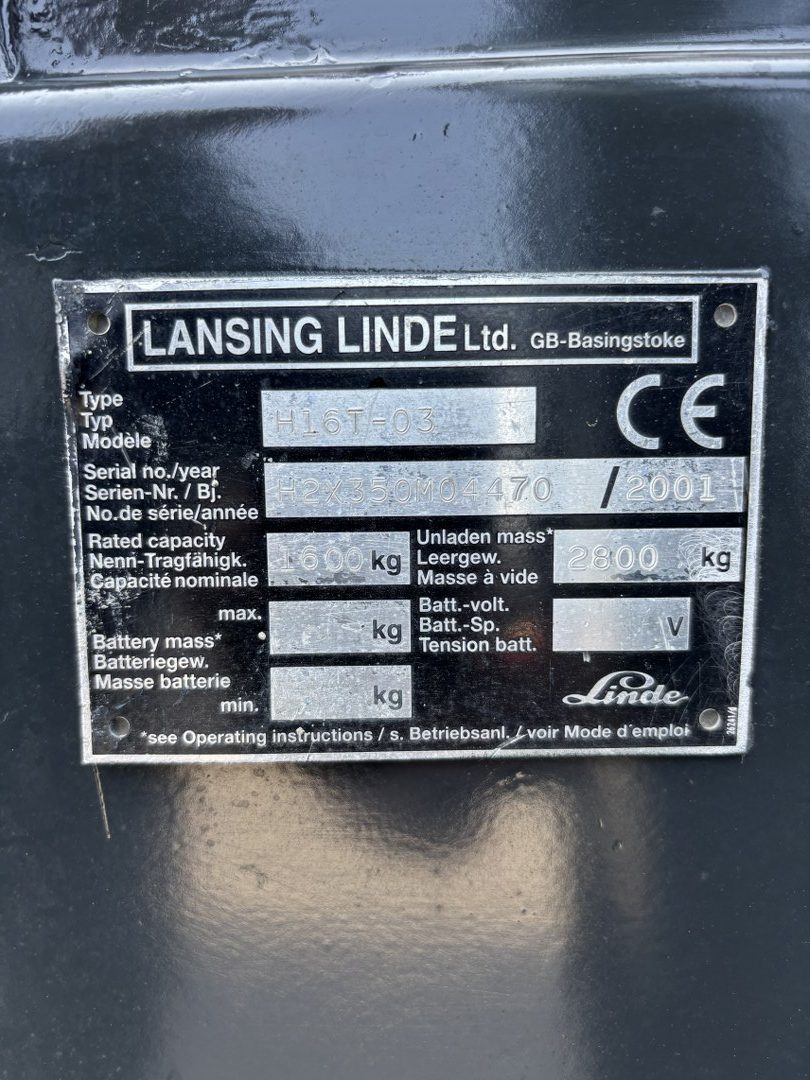 LANSING LINDE Ltd. GB-Basingstoke
Type
Typ
Modèle
H16T-03
CE
Serial no./year
Serien-Nr. / Bj.
No.de série/année
H2X350M04470 / 2001
Rated capacity
Nenn-Tragfähigk.
Capacité nominale
1600 kg
Unladen mass*
Leergew.
Masse à vide
2800 kg
max.
kg
Battery mass*
Batteriegew.
Masse batterie
min.
kg
Batt.-volt.
Batt.-Sp.
Tension batt.
V
Linde
*see Operating instructions / s. Betriebsanl. / voir Mode d'emploi